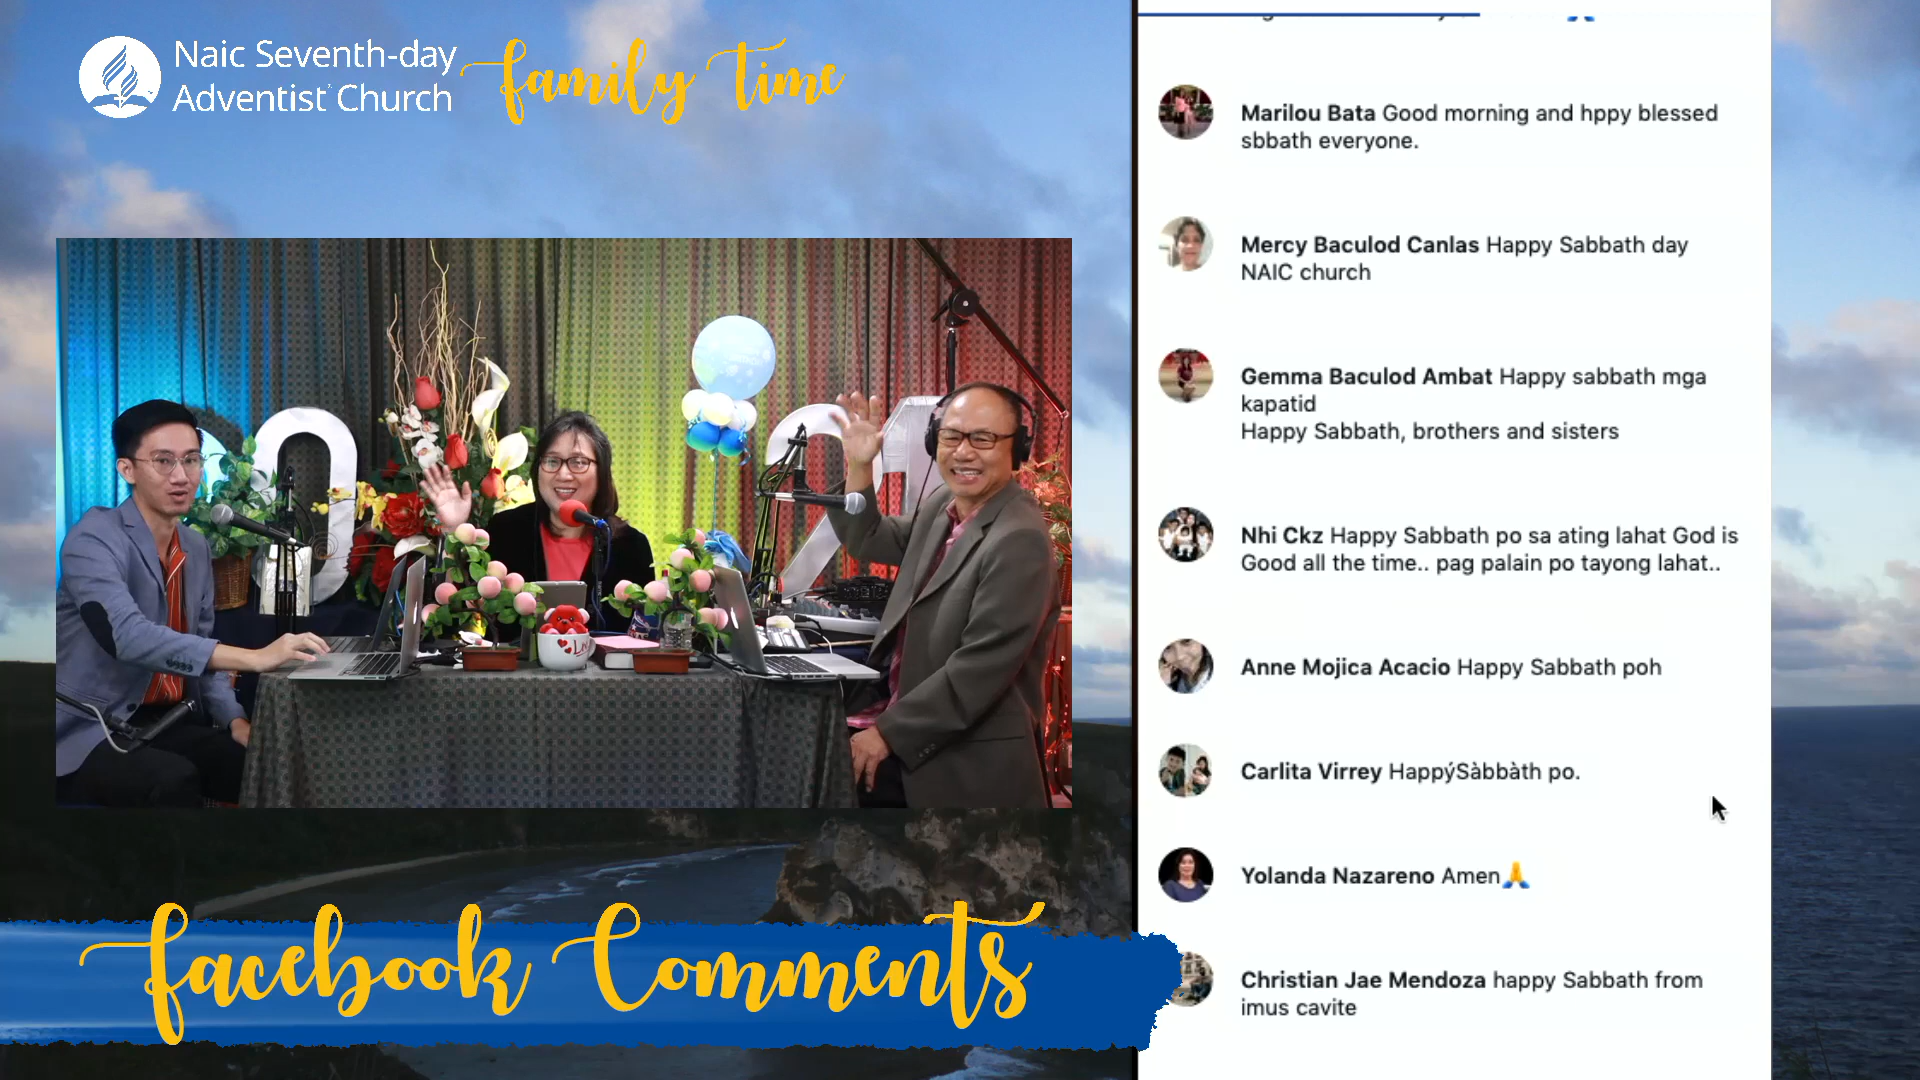 Naic Seventh-day
Adventist Church
family time
Marilou Bata Good morning and hppy blessed
sbbath everyone.
Mercy Baculod Canlas Happy Sabbath day
NAIC church
Gemma Baculod Ambat Happy sabbath mga
kapatid
Happy Sabbath, brothers and sisters
Nhi Ckz Happy Sabbath po sa ating lahat God is
Good all the time.. pag palain po tayong lahat..
Anne Mojica Acacio Happy Sabbath poh
Carlita Virrey HappýSàbbàth po.
Yolanda Nazareno Amen🙏
Christian Jae Mendoza happy Sabbath from
imus cavite
facebook Comments